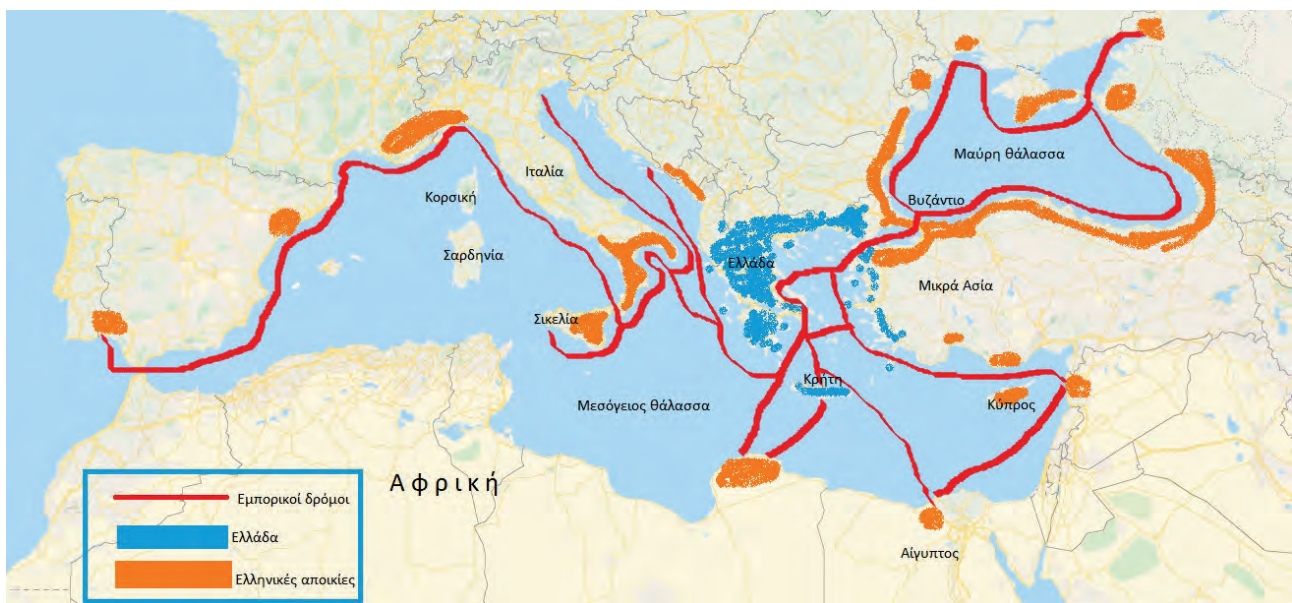 Μαύρη θάλασσα
Ιταλία
Κορσική
Βυζάντιο
Σαρδηνία
Ελλάδα
Μικρά Ασία
Σικελία
Κρήτη
Μεσόγειος θάλασσα
Κύπρος
Αφρική
Αίγυπτος
Εμπορικοί δρόμοι
Ελλάδα
Ελληνικές αποικίες